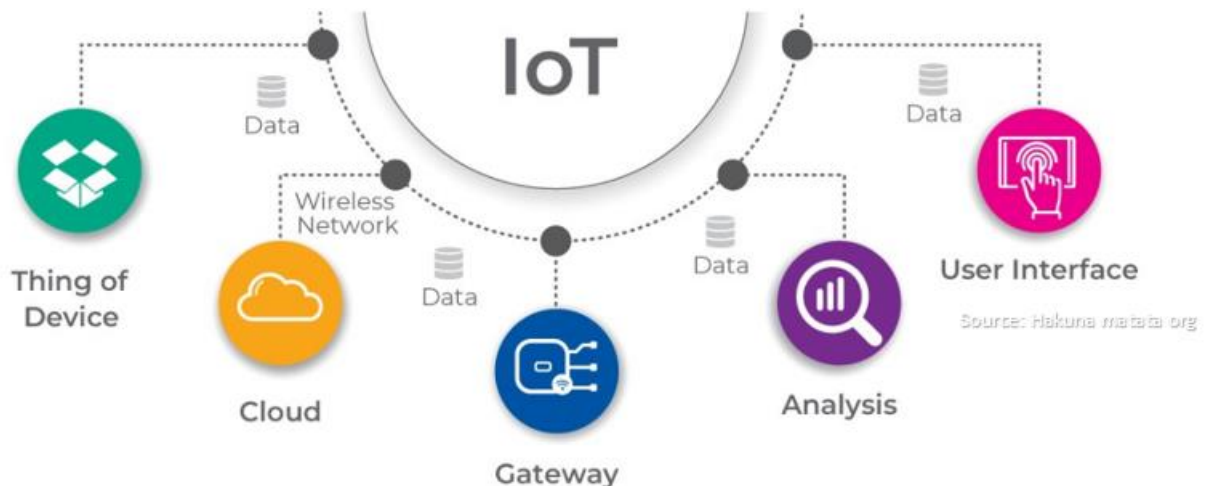 IoT
Data
Data
Wireless
Network
Data
Data
Thing of
Device
Cloud
Gateway
Analysis
User Interface
Source: Hakuna matata org